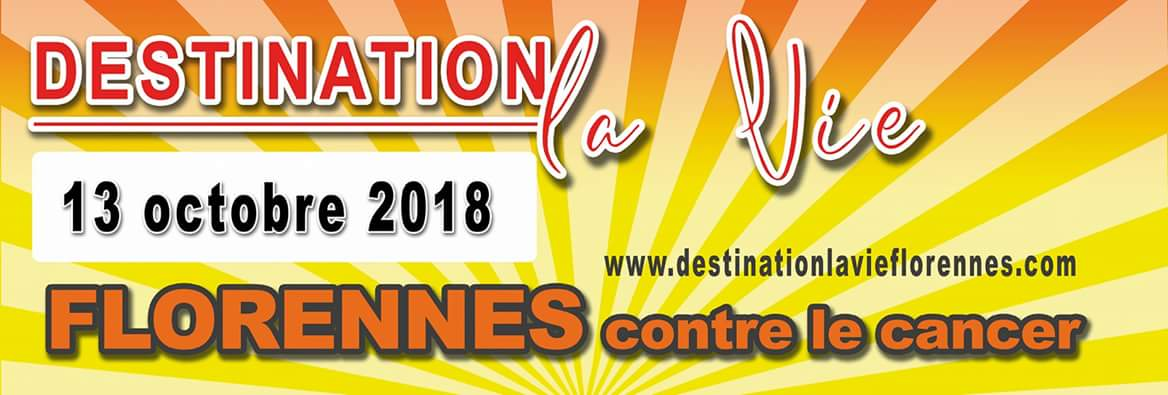 DESTINATION la Vie
13 octobre 2018
www.destinationlavieflorennes.com
FLORENNES contre le cancer